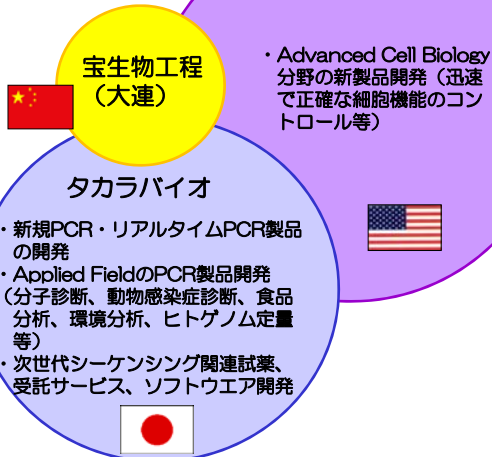 宝生物工程
（大連）
・Advanced Cell Biology
分野の新製品開発（迅速
で正確な細胞機能のコン
トロール等）
タカラバイオ
・新規PCR・リアルタイムPCR製品
の開発
・Applied FieldのPCR製品開発
（分子診断、動物感染症診断、食品
分析、環境分析、ヒトゲノム定量
等）
・次世代シーケンシング関連試薬、
受託サービス、ソフトウエア開発